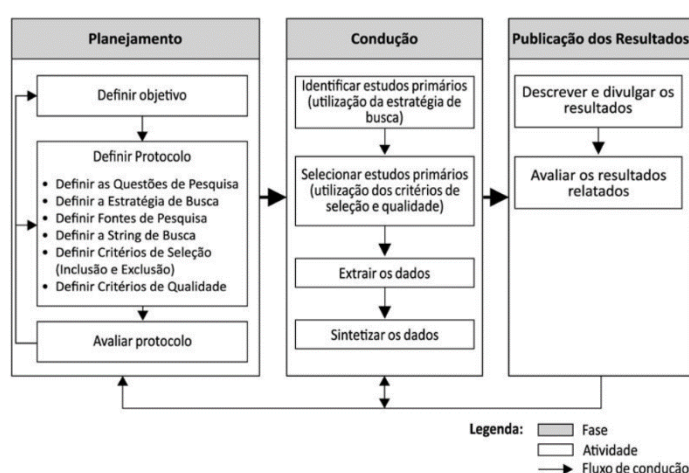 Planejamento
Definir objetivo
Definir Protocolo
• Definir as Questões de Pesquisa
• Definir a Estratégia de Busca
• Definir Fontes de Pesquisa
• Definir a String de Busca
• Definir Critérios de Seleção
(Inclusão e Exclusão)
• Definir Critérios de Qualidade
Avaliar protocolo
Condução
Identificar estudos primários
(utilização da estratégia de
busca)
Selecionar estudos primários
(utilização dos critérios de
seleção e qualidade)
Extrair os dados
Sintetizar os dados
Publicação dos Resultados
Descrever e divulgar os
resultados
Avaliar os resultados
relatados
Legenda:
Fase
Atividade
Fluxo de condução